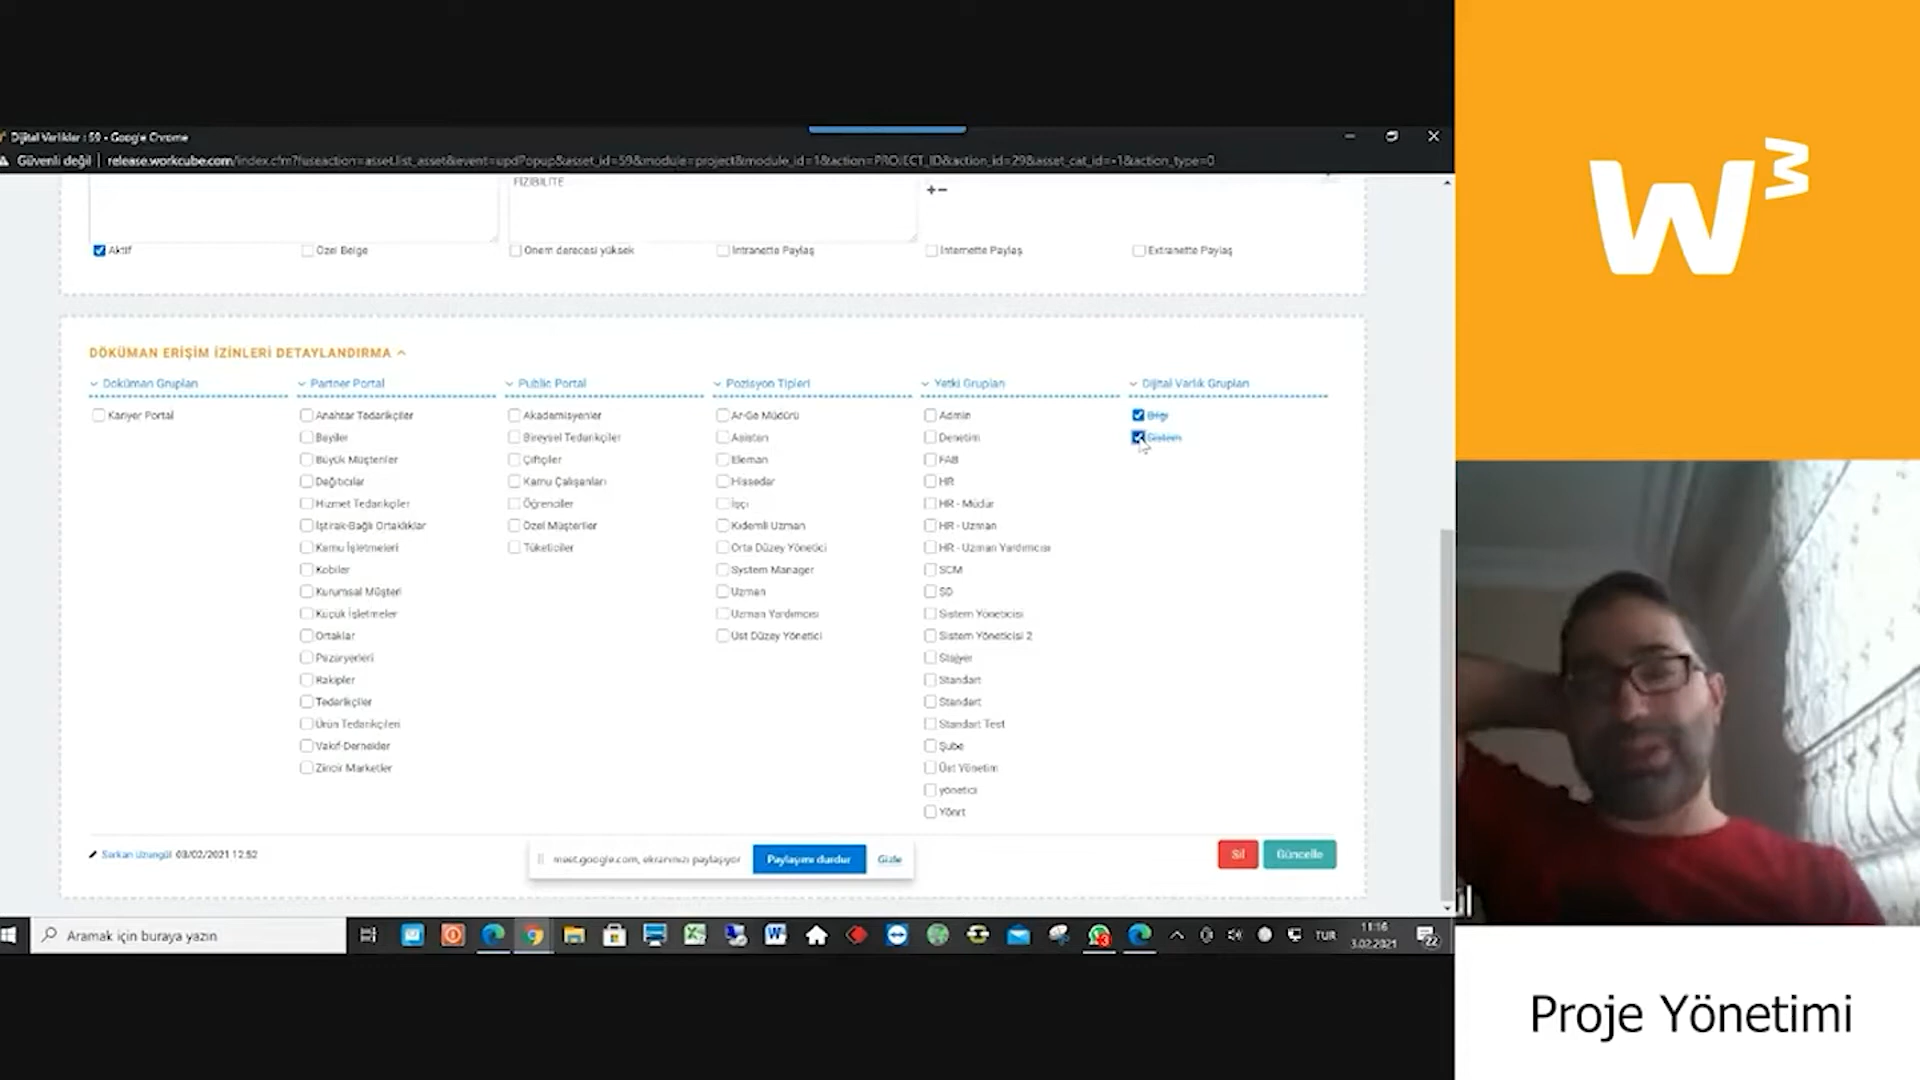 Dijital Varlıklar : 59 - Google Chrome
Güvenli değil | release.workcube.com/index.cfm?fuseaction=asset.list_asset&event=updPopup&asset_id=59&module=project&module_id=1&action=PROJECT_ID&action_id=29&asset_cat_id=-1&action_type=0
FİZİBİLİTE
Aktif
Özel Belge
Önem derecesi yüksek
Intranette Paylaş
Internette Paylaş
Extranette Paylaş
DÖKÜMAN ERİŞİM İZİNLERİ DETAYLANDIRMA
Doküman Grupları
Kariyer Portal
Partner Portal
Anahtar Tedarikçiler
Bayiler
Büyük Müşteriler
Dağıtıcılar
Hizmet Tedarikçiler
İştirak-Bağlı Ortaklıklar
Kamu İşletmeleri
Kobiler
Kurumsal Müşteri
Küçük İşletmeler
Ortaklar
Pazaryerleri
Rakipler
Tedarikçiler
Ürün Tedarikçileri
Vakıf-Dernekler
Zincir Marketler
Public Portal
Akademisyenler
Bireysel Tedarikçiler
Çiftçiler
Kamu Çalışanları
Öğrenciler
Özel Müşteriler
Tüketiciler
Pozisyon Tipleri
Ar-Ge Müdürü
Asistan
Eleman
Hissedar
İşçi
Kıdemli Uzman
Orta Düzey Yönetici
System Manager
Uzman
Uzman Yardımcısı
Üst Düzey Yönetici
Yetki Grupları
Admin
Denetim
FAB
HR
HR - Müdür
HR - Uzman
HR - Uzman Yardımcısı
SCM
SD
Sistem Yöneticisi
Sistem Yöneticisi 2
Stajyer
Standart
Standart
Standart Test
Şube
Üst Yönetim
yönetici
Yönrt
Dijital Varlık Grupları
Bilgi
Sistem
Serkan Uzungül 03/02/2021 12:52
meet.google.com, ekranınızı paylaşıyor
Paylaşımı durdur
Gizle
Sil
Güncelle
Aramak için buraya yazın
TUR
11:16
3.02.2021
22
W3
Proje Yönetimi